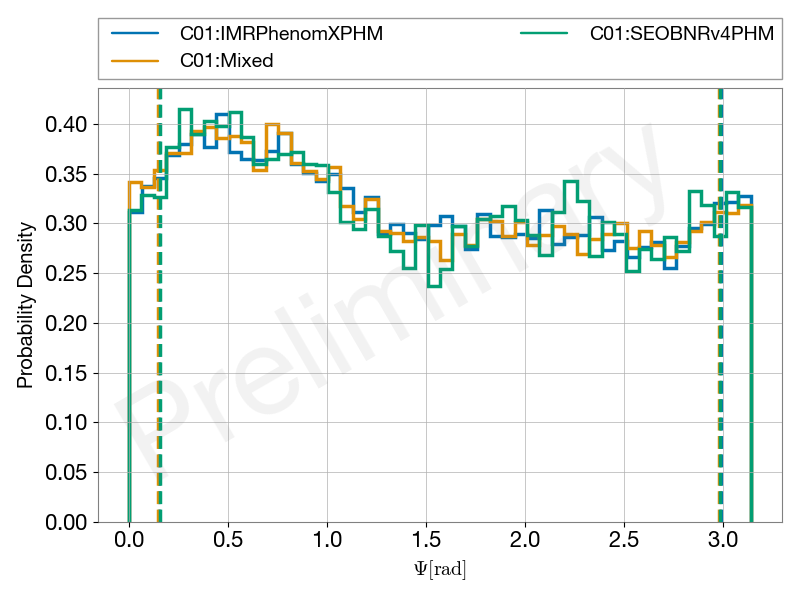 C01:IMRPhenomXPHM C01:SEOBNRv4PHM
C01:Mixed
0.40
0.35
0.30
0.25
0.20
0.15
0.10
0.05
0.00
Probability Density
Preliminary
0.0 0.5 1.0 1.5 2.0 2.5 3.0
Ψ[rad]